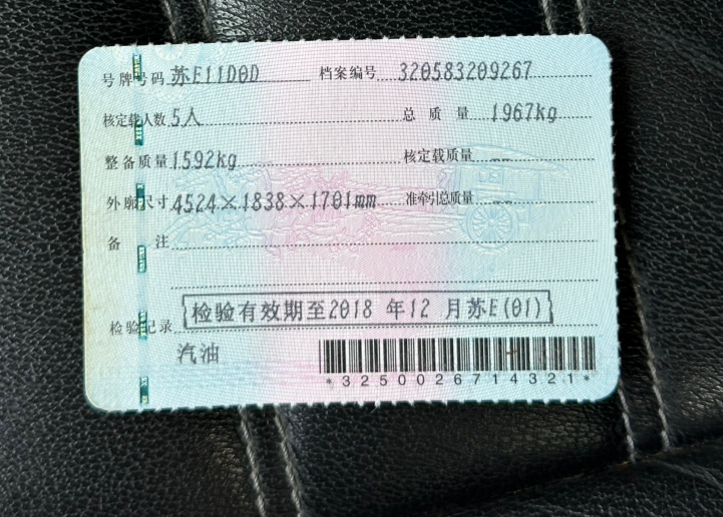 号牌号码 苏E11D0D 档案编号 320583209267
核定载人数 5人 总质量 1967kg
整备质量 1592kg 核定载质量 --
外廓尺寸 4524×1838×1701mm 准牵引总质量 --
备注
检验记录 检验有效期至2018 年12 月苏E(01)
汽油
*3250026714321*